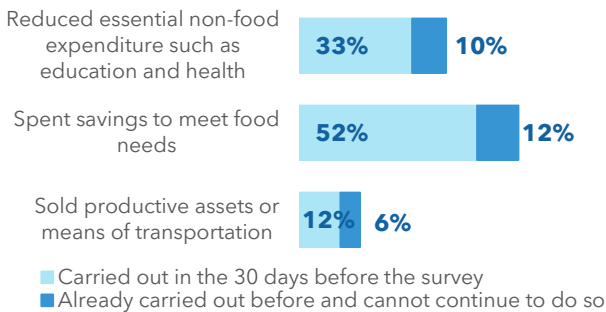 Reduced essential non-food
expenditure such as
education and health
33%
10%
Spent savings to meet food
needs
52%
12%
Sold productive assets or
means of transportation
12%
6%
Carried out in the 30 days before the survey
Already carried out before and cannot continue to do so